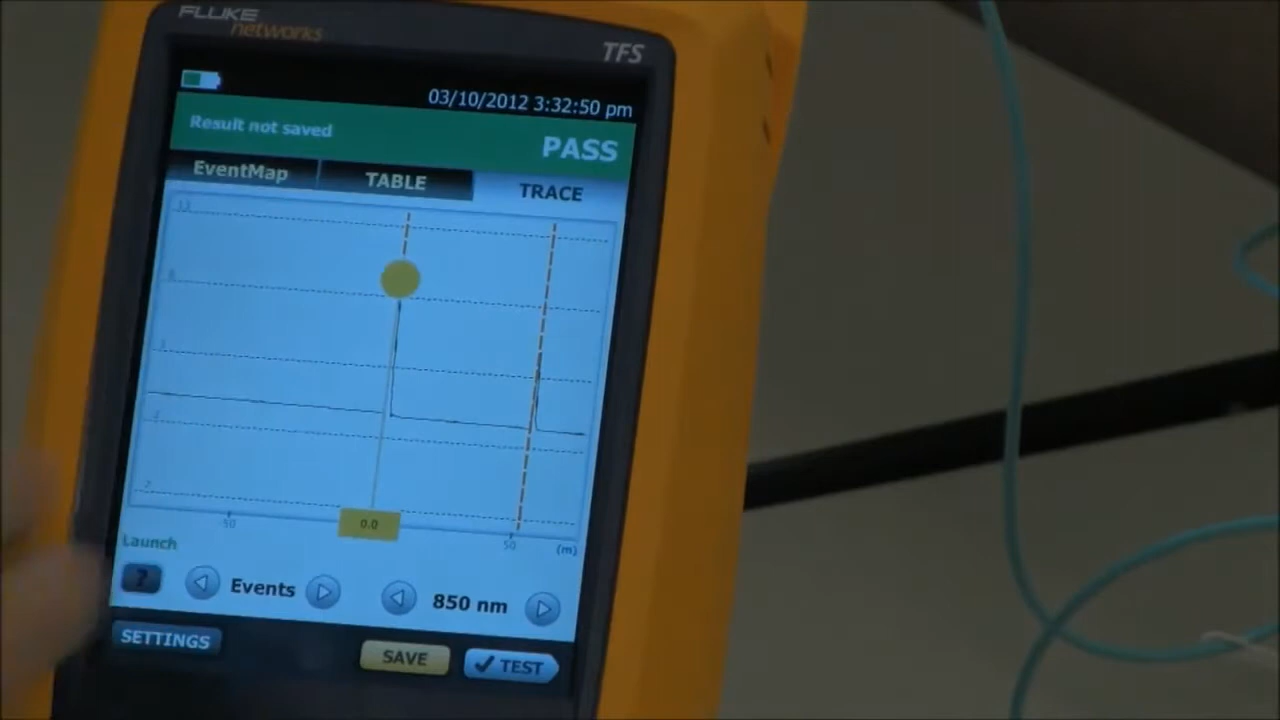 FLUKE
networks
TFS
03/10/2012 3:32:50 pm
Result not saved
PASS
EventMap TABLE TRACE
0.0
50 (m)
Launch
? Events 850 nm
SETTINGS SAVE TEST